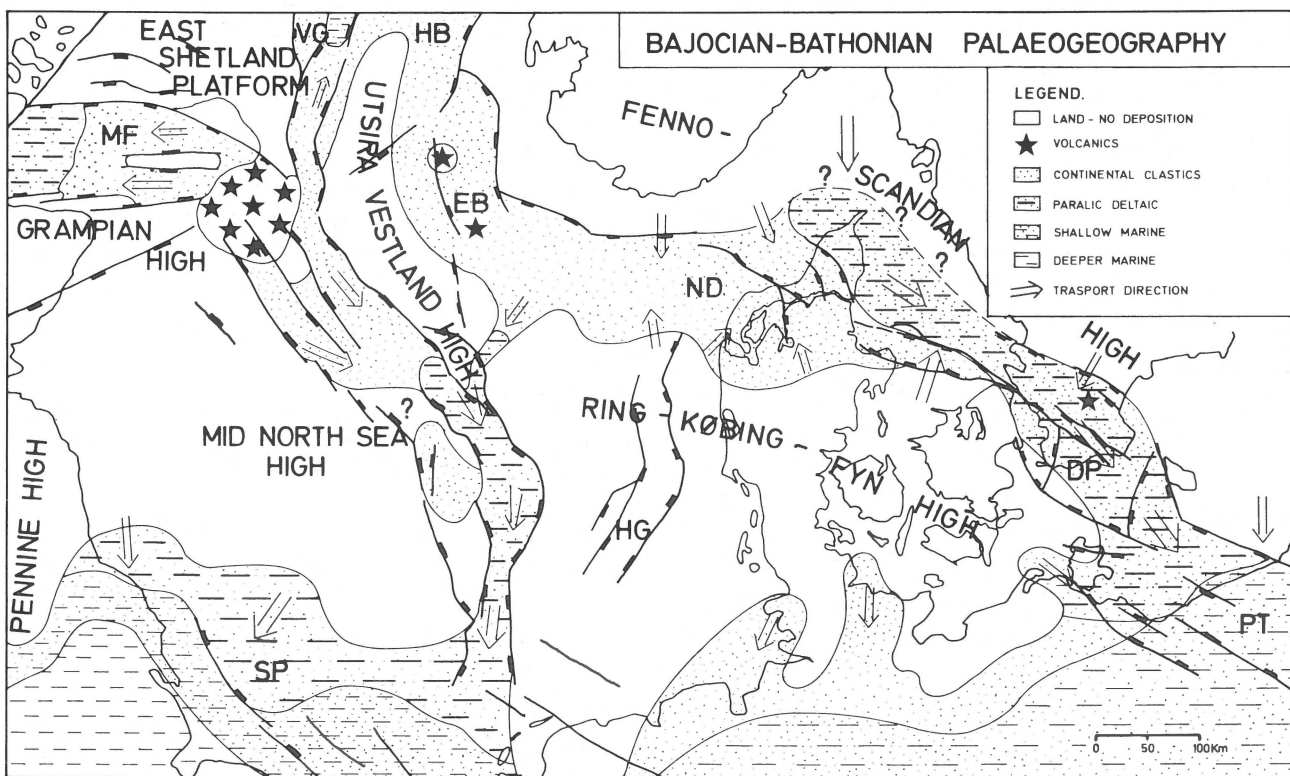 BAJOCIAN-BATHONIAN PALAEOGEOGRAPHY
LEGEND.
LAND - NO DEPOSITION
VOLCANICS
CONTINENTAL CLASTICS
PARALIC DELTAIC
SHALLOW MARINE
DEEPER MARINE
TRASPORT DIRECTION
EAST
SHETLAND
PLATFORM
VG
HB
MF
UTSIRA
VESTLAND
HIGH
FENNO-
SCANDIAN
HIGH
?
?
?
EB
GRAMPIAN
HIGH
ND
?
MID NORTH SEA
HIGH
RING-KØBING-FYN
HIGH
HG
DP
PENNINE HIGH
SP
PT
0 50 100Km